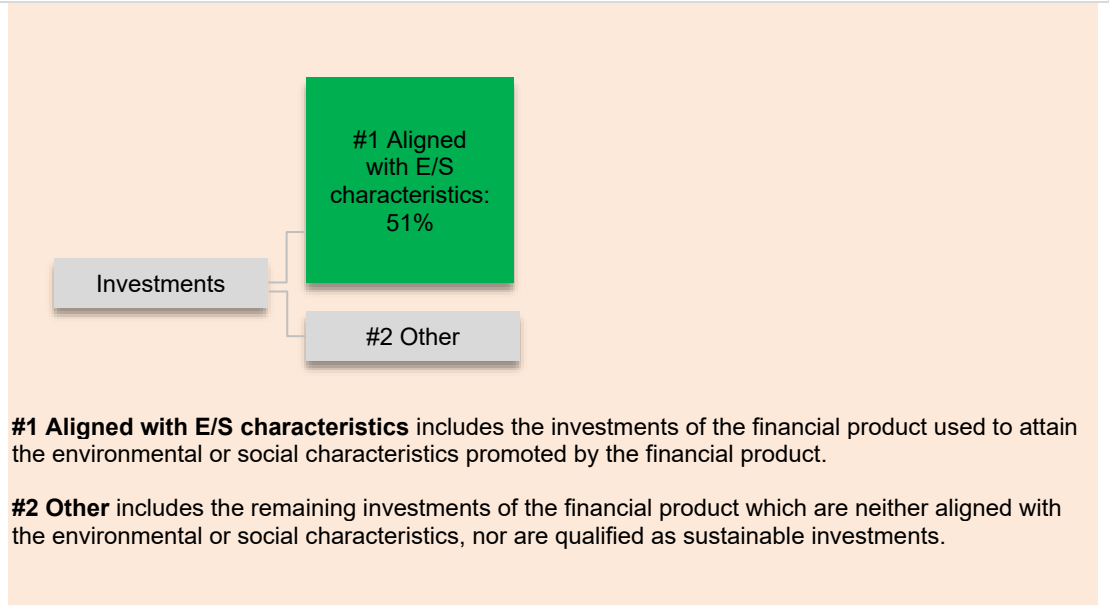 #1 Aligned
with E/S
characteristics:
51%
Investments
#2 Other
#1 Aligned with E/S characteristics includes the investments of the financial product used to attain
the environmental or social characteristics promoted by the financial product.
#2 Other includes the remaining investments of the financial product which are neither aligned with
the environmental or social characteristics, nor are qualified as sustainable investments.